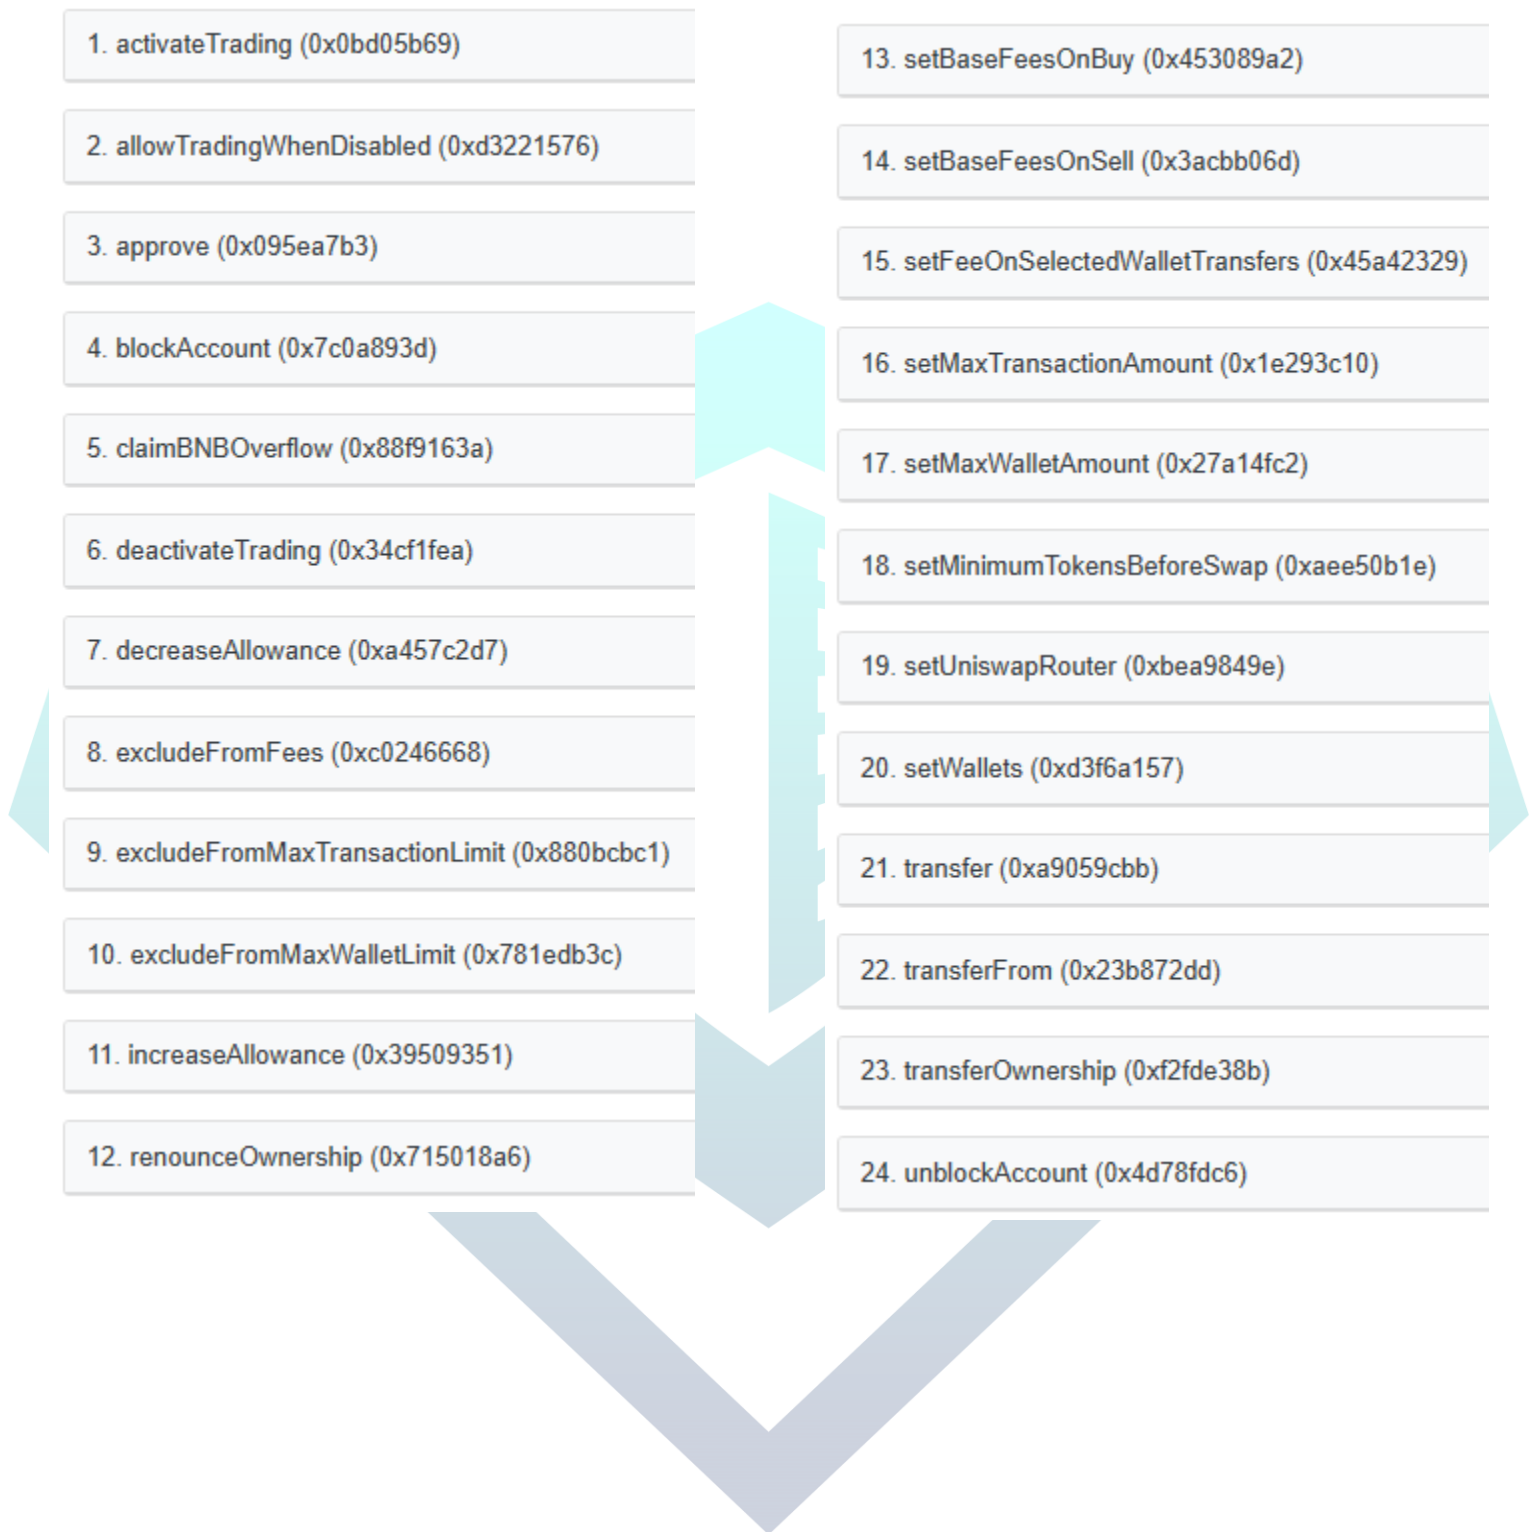 1. activateTrading (0x0bd05b69)
2. allowTradingWhenDisabled (0xd3221576)
3. approve (0x095ea7b3)
4. blockAccount (0x7c0a893d)
5. claimBNBOverflow (0x88f9163a)
6. deactivateTrading (0x34cf1fea)
7. decreaseAllowance (0xa457c2d7)
8. excludeFromFees (0xc0246668)
9. excludeFromMaxTransactionLimit (0x880bcbc1)
10. excludeFromMaxWalletLimit (0x781edb3c)
11. increaseAllowance (0x39509351)
12. renounceOwnership (0x715018a6)
13. setBaseFeesOnBuy (0x453089a2)
14. setBaseFeesOnSell (0x3acbb06d)
15. setFeeOnSelectedWalletTransfers (0x45a42329)
16. setMaxTransactionAmount (0x1e293c10)
17. setMaxWalletAmount (0x27a14fc2)
18. setMinimumTokensBeforeSwap (0xaee50b1e)
19. setUniswapRouter (0xbea9849e)
20. setWallets (0xd3f6a157)
21. transfer (0xa9059cbb)
22. transferFrom (0x23b872dd)
23. transferOwnership (0xf2fde38b)
24. unblockAccount (0x4d78fdc6)